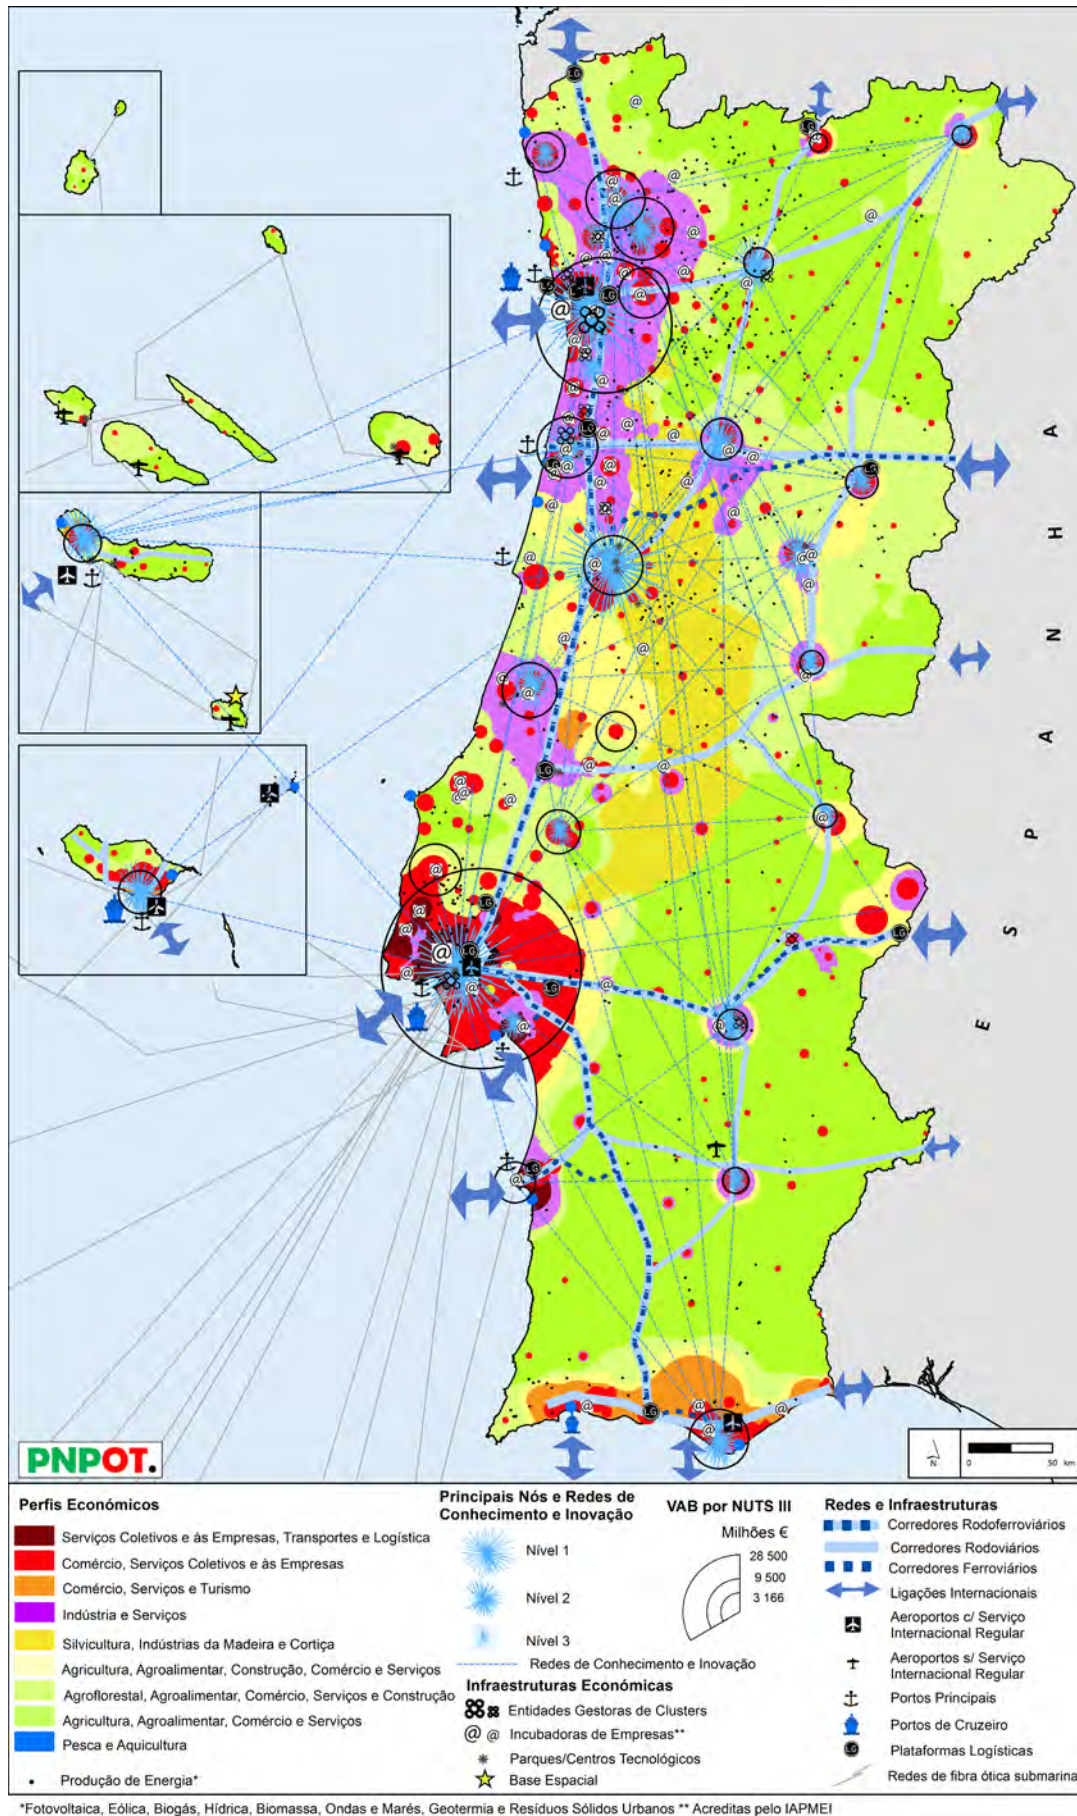 E S P A N H A
PNPOT.
N
0 50 km
Perfis Económicos
Serviços Coletivos e às Empresas, Transportes e Logística
Comércio, Serviços Coletivos e às Empresas
Comércio, Serviços e Turismo
Indústria e Serviços
Silvicultura, Indústrias da Madeira e Cortiça
Agricultura, Agroalimentar, Construção, Comércio e Serviços
Agroflorestal, Agroalimentar, Comércio, Serviços e Construção
Agricultura, Agroalimentar, Comércio e Serviços
Pesca e Aquicultura
Produção de Energia*
Principais Nós e Redes de
Conhecimento e Inovação
Nível 1
Nível 2
Nível 3
Redes de Conhecimento e Inovação
Infraestruturas Económicas
Entidades Gestoras de Clusters
@ @ Incubadoras de Empresas**
Parques/Centros Tecnológicos
Base Espacial
VAB por NUTS III
Milhões €
28 500
9 500
3 166
Redes e Infraestruturas
Corredores Rodoferroviários
Corredores Rodoviários
Corredores Ferroviários
Ligações Internacionais
Aeroportos c/ Serviço
Internacional Regular
Aeroportos s/ Serviço
Internacional Regular
Portos Principais
Portos de Cruzeiro
LG Plataformas Logísticas
Redes de fibra ótica submarina
*Fotovoltaica, Eólica, Biogás, Hídrica, Biomassa, Ondas e Marés, Geotermia e Resíduos Sólidos Urbanos ** Acreditas pelo IAPMEI